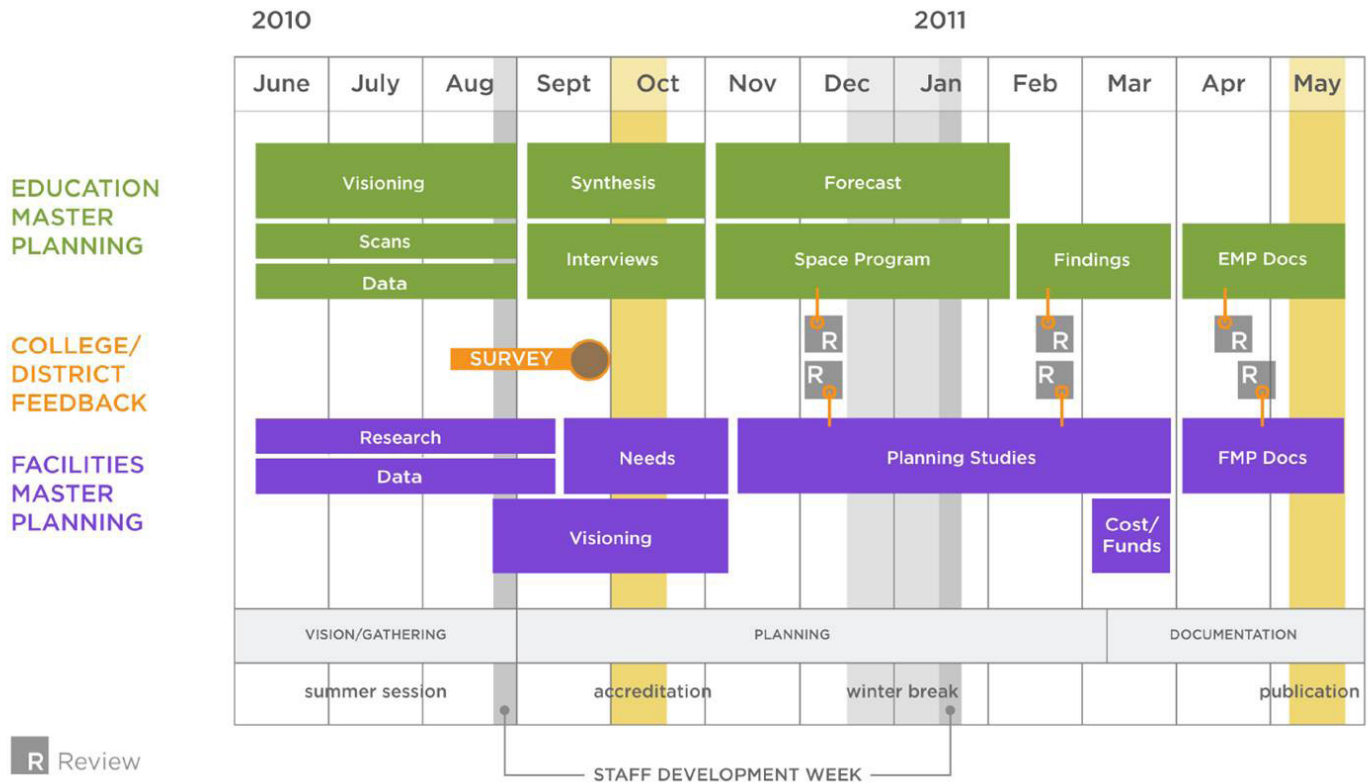 2010 2011
June July Aug Sept Oct Nov Dec Jan Feb Mar Apr May
EDUCATION
MASTER
PLANNING
Visioning Synthesis Forecast
Scans
Data
Interviews Space Program Findings EMP Docs
COLLEGE/
DISTRICT
FEEDBACK
SURVEY
R R R
R R R
FACILITIES
MASTER
PLANNING
Research
Data
Needs Planning Studies FMP Docs
Visioning
Cost/
Funds
VISION/GATHERING PLANNING DOCUMENTATION
summer session accreditation winter break publication
R Review
STAFF DEVELOPMENT WEEK